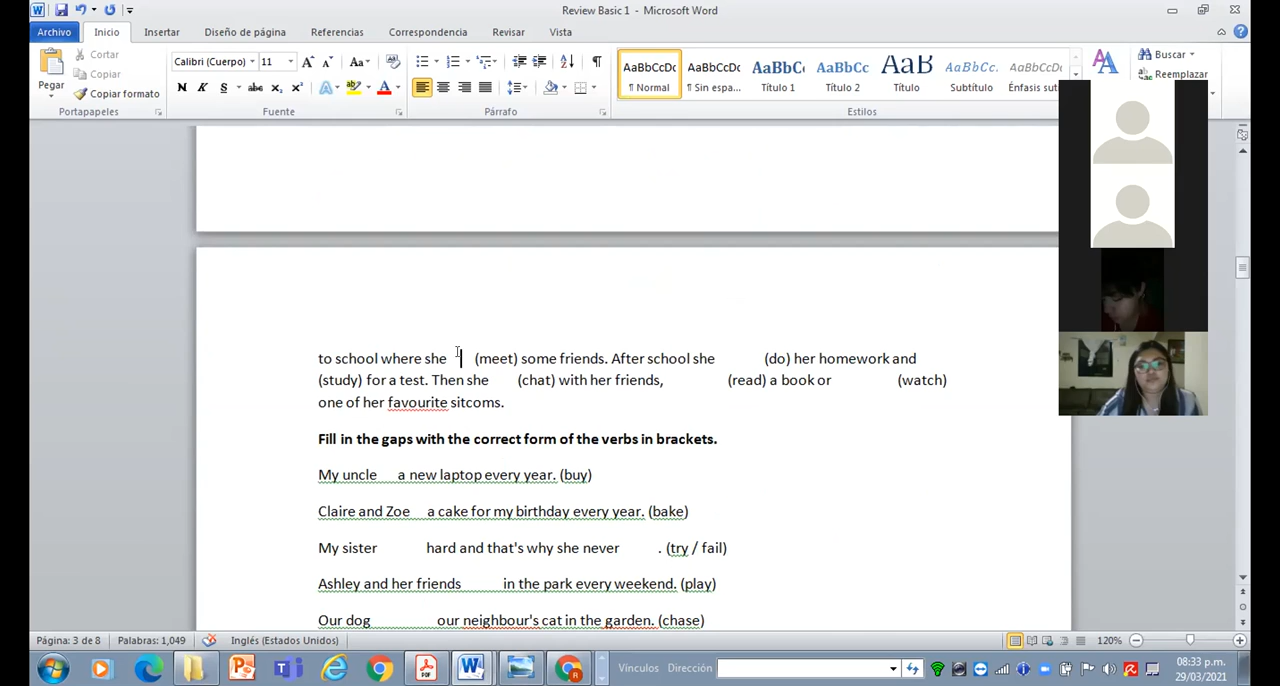 Review Basic 1 - Microsoft Word
Archivo Inicio Insertar Diseño de página Referencias Correspondencia Revisar Vista
Pegar
Cortar
Copiar
Copiar formato
Portapapeles
Calibri (Cuerpo) 11
N K S abc x₂ x²
Fuente
Párrafo
AaBbCcDc AaBbCcDc AaBbCc AaBbCc AaB AaBbCc. AaBbCcDc
¶ Normal ¶ Sin espa... Título 1 Título 2 Título Subtítulo Énfasis sut
Estilos
Buscar
Reemplazar
to school where she (meet) some friends. After school she (do) her homework and
(study) for a test. Then she (chat) with her friends, (read) a book or (watch)
one of her favourite sitcoms.
Fill in the gaps with the correct form of the verbs in brackets.
My uncle a new laptop every year. (buy)
Claire and Zoe a cake for my birthday every year. (bake)
My sister hard and that's why she never . (try / fail)
Ashley and her friends in the park every weekend. (play)
Our dog our neighbour's cat in the garden. (chase)
Página: 3 de 8 Palabras: 1,049 Inglés (Estados Unidos) 120%
Vínculos Dirección
08:33 p.m.
29/03/2021